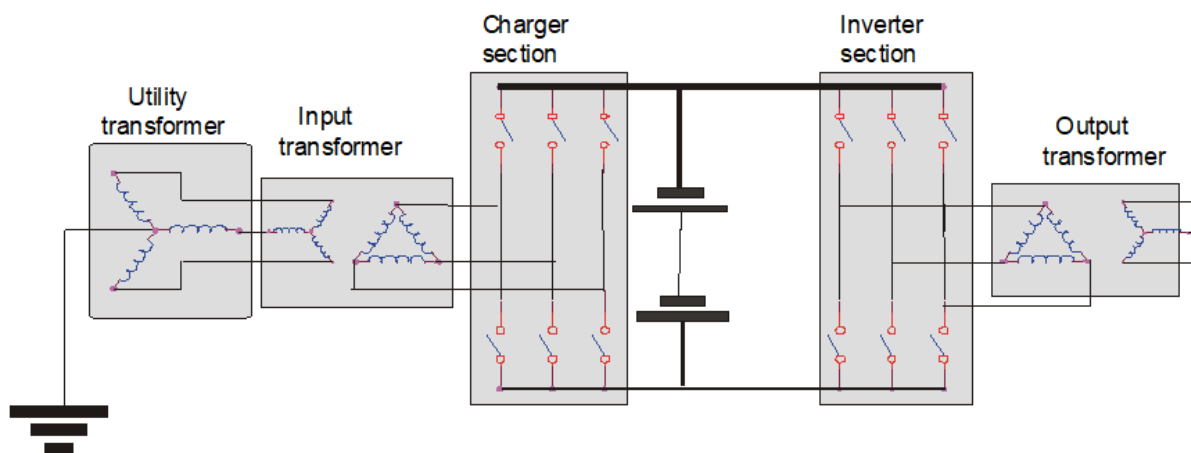 Charger
section
Inverter
section
Utility
transformer
Input
transformer
Output
transformer